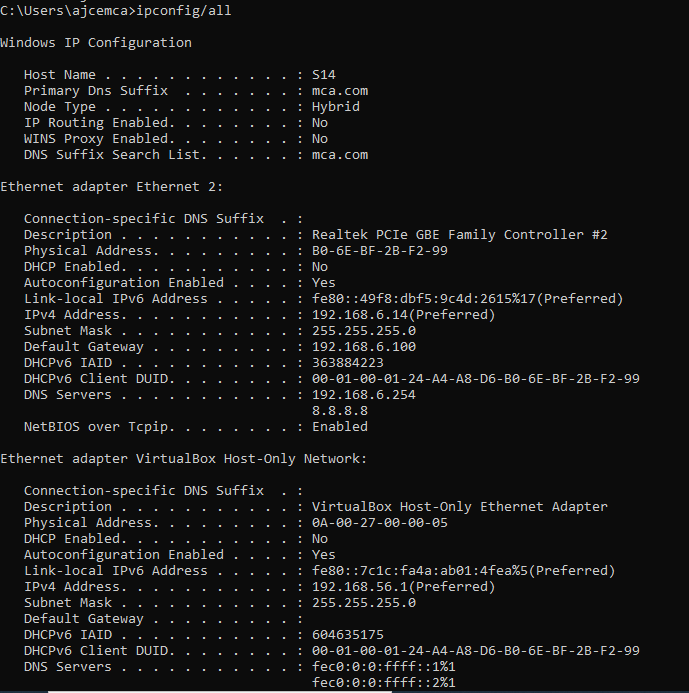 C:\Users\ajcemca>ipconfig/all
Windows IP Configuration
Host Name . . . . . . . . . . . . : S14
Primary Dns Suffix  . . . . . . . : mca.com
Node Type . . . . . . . . . . . . : Hybrid
IP Routing Enabled. . . . . . . . : No
WINS Proxy Enabled. . . . . . . . : No
DNS Suffix Search List. . . . . . : mca.com
Ethernet adapter Ethernet 2:
Connection-specific DNS Suffix  . :
Description . . . . . . . . . . . : Realtek PCIe GBE Family Controller #2
Physical Address. . . . . . . . . : B0-6E-BF-2B-F2-99
DHCP Enabled. . . . . . . . . . . : No
Autoconfiguration Enabled . . . . : Yes
Link-local IPv6 Address . . . . . : fe80::49f8:dbf5:9c4d:2615%17(Preferred)
IPv4 Address. . . . . . . . . . . : 192.168.6.14(Preferred)
Subnet Mask . . . . . . . . . . . : 255.255.255.0
Default Gateway . . . . . . . . . : 192.168.6.100
DHCPv6 IAID . . . . . . . . . . . : 363884223
DHCPv6 Client DUID. . . . . . . . : 00-01-00-01-24-A4-A8-D6-B0-6E-BF-2B-F2-99
DNS Servers . . . . . . . . . . . : 192.168.6.254
8.8.8.8
NetBIOS over Tcpip. . . . . . . . : Enabled
Ethernet adapter VirtualBox Host-Only Network:
Connection-specific DNS Suffix  . :
Description . . . . . . . . . . . : VirtualBox Host-Only Ethernet Adapter
Physical Address. . . . . . . . . : 0A-00-27-00-00-05
DHCP Enabled. . . . . . . . . . . : No
Autoconfiguration Enabled . . . . : Yes
Link-local IPv6 Address . . . . . : fe80::7c1c:fa4a:ab01:4fea%5(Preferred)
IPv4 Address. . . . . . . . . . . : 192.168.56.1(Preferred)
Subnet Mask . . . . . . . . . . . : 255.255.255.0
Default Gateway . . . . . . . . . :
DHCPv6 IAID . . . . . . . . . . . : 604635175
DHCPv6 Client DUID. . . . . . . . : 00-01-00-01-24-A4-A8-D6-B0-6E-BF-2B-F2-99
DNS Servers . . . . . . . . . . . : fec0:0:0:ffff::1%1
fec0:0:0:ffff::2%1